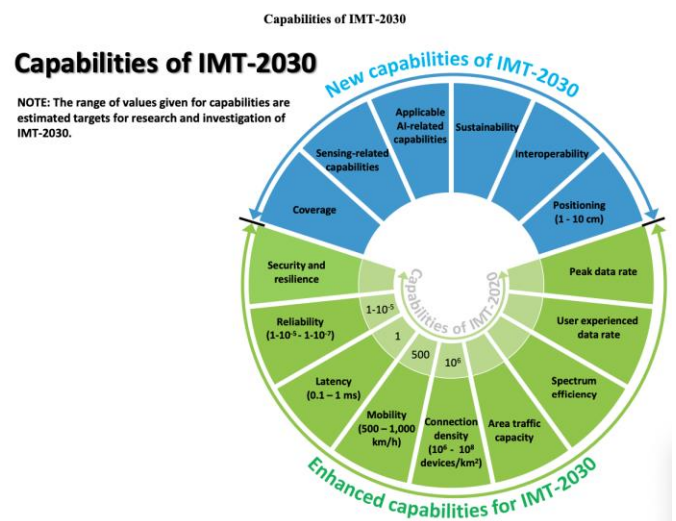 Capabilities of IMT-2030
Capabilities of IMT-2030
NOTE: The range of values given for capabilities are
estimated targets for research and investigation of
IMT-2030.
New capabilities of IMT-2030
Coverage
Sensing-related
capabilities
Applicable
AI-related
capabilities
Sustainability
Interoperability
Positioning
(1 - 10 cm)
Security and
resilience
Reliability
(1-10⁻⁵ - 1-10⁻⁷)
Latency
(0.1 – 1 ms)
Mobility
(500 – 1,000
km/h)
Connection
density
(10⁶ - 10⁸
devices/km²)
Area traffic
capacity
Spectrum
efficiency
User experienced
data rate
Peak data rate
1-10⁻⁵
1
500
10⁶
Capabilities of IMT-2020
Enhanced capabilities for IMT-2030